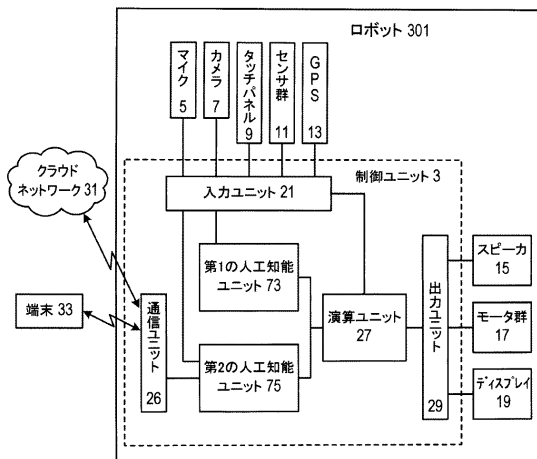 ロボット 301
マイク
5
カメラ
7
タッチパネル
9
センサ群
11
GPS
13
クラウド
ネットワーク 31
端末 33
制御ユニット 3
入力ユニット 21
第1の人工知能
ユニット 73
第2の人工知能
ユニット 75
通信ユニット
26
演算ユニット
27
出力ユニット
29
スピーカ
15
モータ群
17
ディスプレイ
19